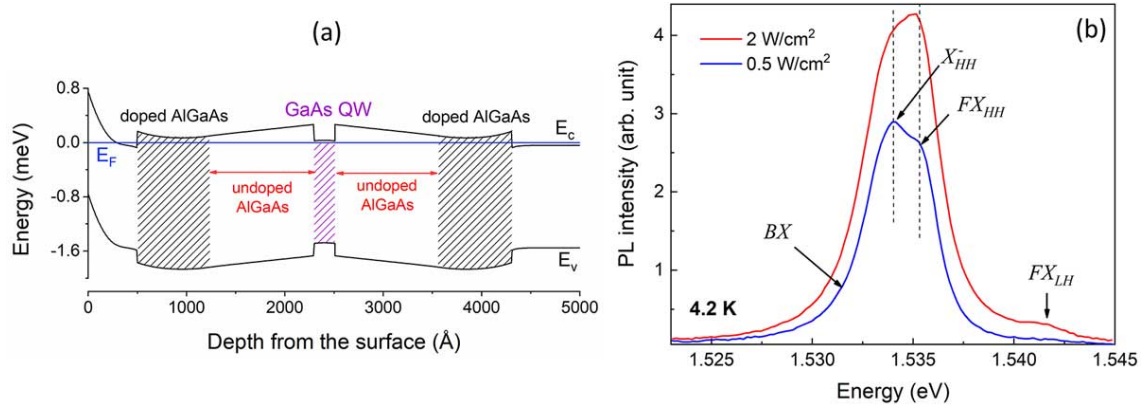 (a)
Energy (meV)
0.8
0.0
-0.8
-1.6
doped AlGaAs
GaAs QW
doped AlGaAs
E_c
E_F
undoped
AlGaAs
undoped
AlGaAs
E_v
0 1000 2000 3000 4000 5000
Depth from the surface (Å)
(b)
PL intensity (arb. unit)
4
3
2
1
0
2 W/cm²
0.5 W/cm²
X⁻_HH
FX_HH
BX
FX_LH
4.2 K
1.525 1.530 1.535 1.540 1.545
Energy (eV)